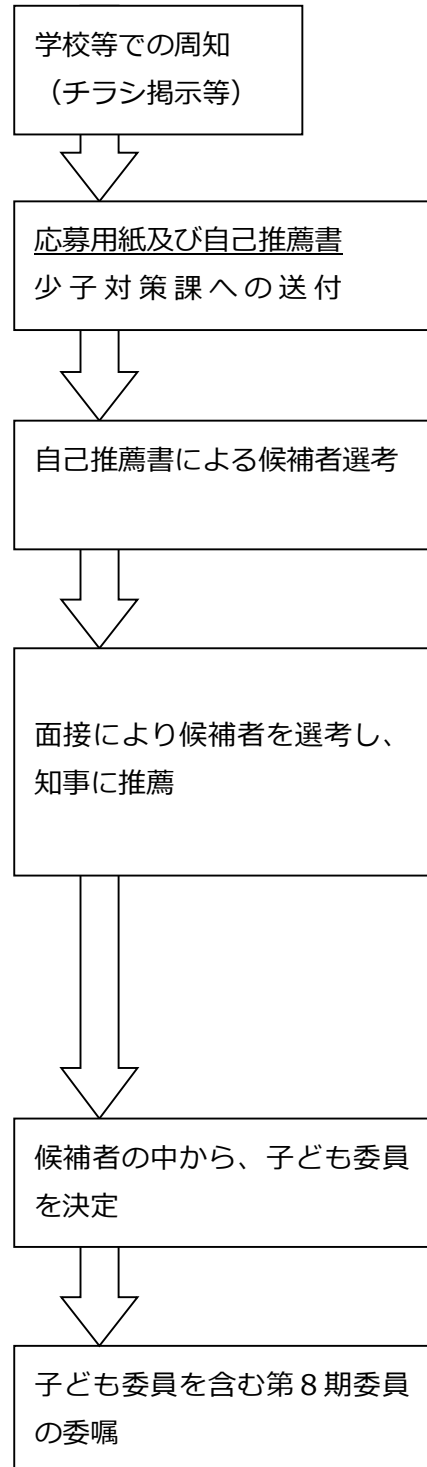 学校等での周知
（チラシ掲示等）
応募用紙及び自己推薦書
少子対策課への送付
自己推薦書による候補者選考
面接により候補者を選考し、
知事に推薦
候補者の中から、子ども委員
を決定
子ども委員を含む第８期委員
の委嘱